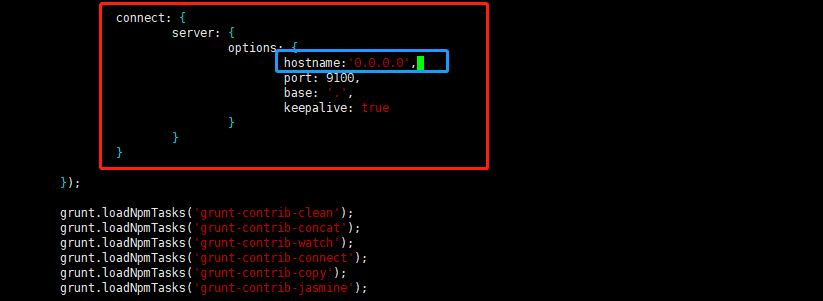 connect: {
server: {
options: {
hostname:'0.0.0.0',
port: 9100,
base: '.',
keepalive: true
}
}
}
});
grunt.loadNpmTasks('grunt-contrib-clean');
grunt.loadNpmTasks('grunt-contrib-concat');
grunt.loadNpmTasks('grunt-contrib-watch');
grunt.loadNpmTasks('grunt-contrib-connect');
grunt.loadNpmTasks('grunt-contrib-copy');
grunt.loadNpmTasks('grunt-contrib-jasmine');